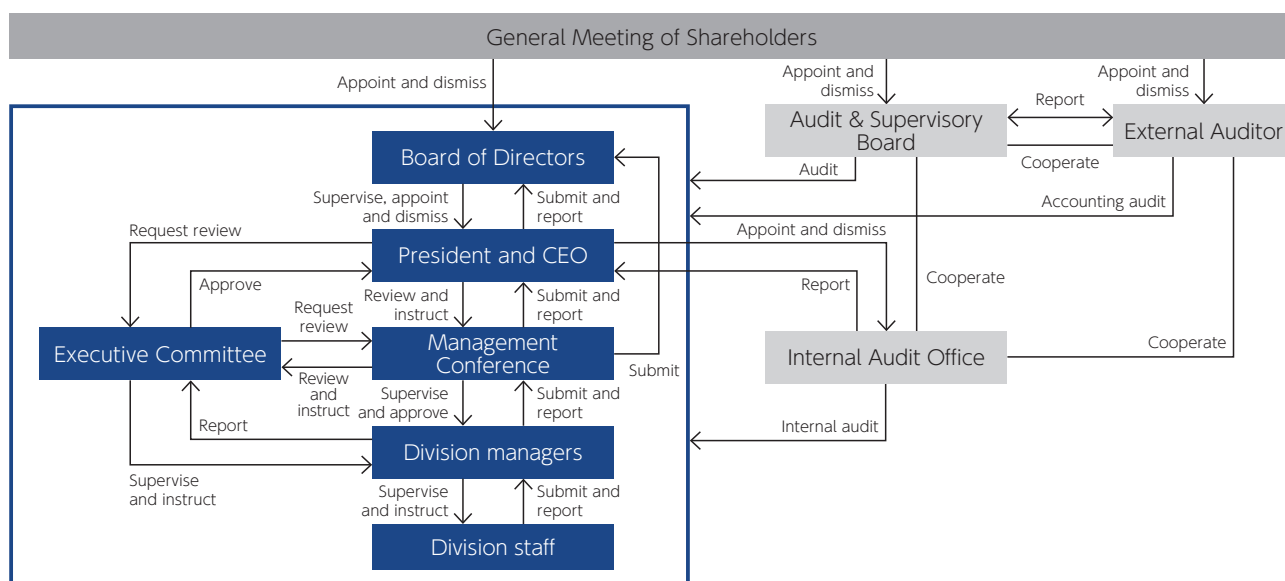 General Meeting of Shareholders
Appoint and dismiss
Appoint and
dismiss
Appoint and
dismiss
Board of Directors
Audit & Supervisory
Board
Report
Cooperate
External Auditor
Audit
Accounting audit
Supervise, appoint
and dismiss
Submit and
report
Request review
President and CEO
Appoint and dismiss
Approve
Review and
instruct
Submit and
report
Report
Cooperate
Request
review
Executive Committee
Management
Conference
Submit
Internal Audit Office
Cooperate
Review
and
instruct
Supervise
and approve
Submit and
report
Report
Internal audit
Division managers
Supervise
and instruct
Supervise
and instruct
Submit and
report
Division staff